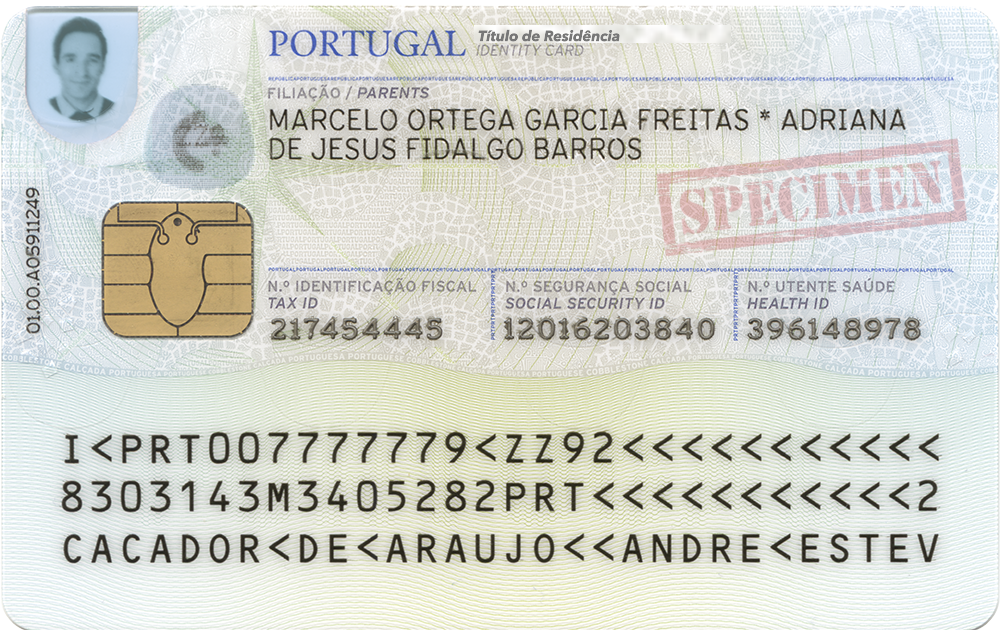 PORTUGAL Título de Residência
IDENTITY CARD
FILIAÇÃO / PARENTS
MARCELO ORTEGA GARCIA FREITAS * ADRIANA
DE JESUS FIDALGO BARROS
SPECIMEN
01.00.A05911249
N.º IDENTIFICAÇÃO FISCAL
TAX ID
217454445
N.º SEGURANÇA SOCIAL
SOCIAL SECURITY ID
12016203840
N.º UTENTE SAÚDE
HEALTH ID
396148978
I<PRT007777779<ZZ92<<<<<<<<<<<
8303143M3405282PRT<<<<<<<<<<<2
CACADOR<DE<ARAUJO<<ANDRE<ESTEV